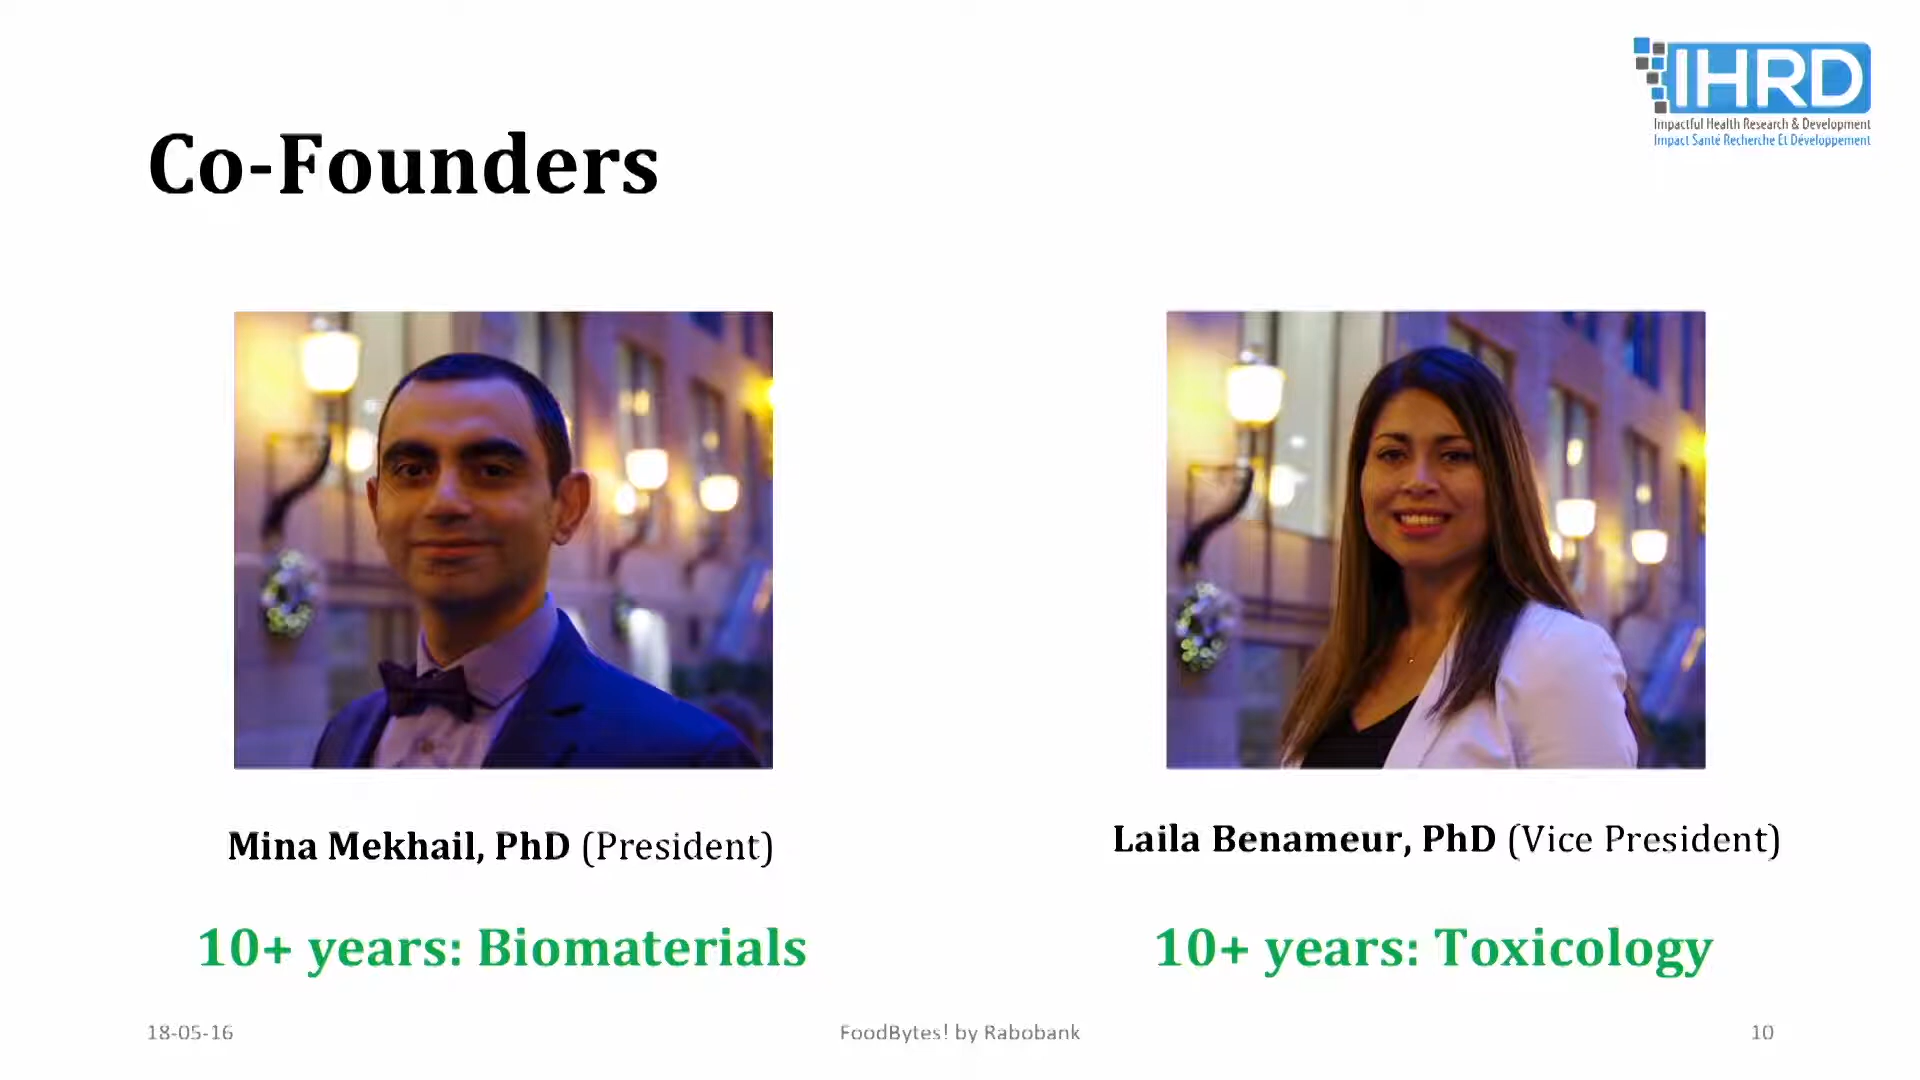 IHRD
Impactful Health Research & Development
Impact Santé Recherche Et Développement
Co-Founders
Mina Mekhail, PhD (President)
Laila Benameur, PhD (Vice President)
10+ years: Biomaterials
10+ years: Toxicology
18-05-16
FoodBytes! by Rabobank
10